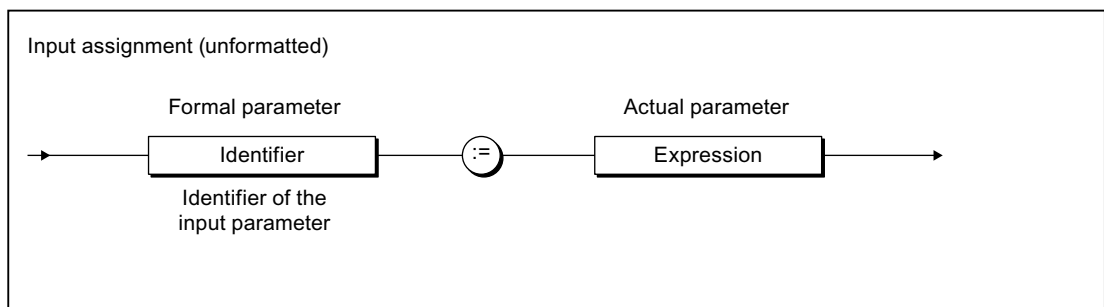 Input assignment (unformatted)
Formal parameter
Actual parameter
Identifier
:=
Expression
Identifier of the
input parameter